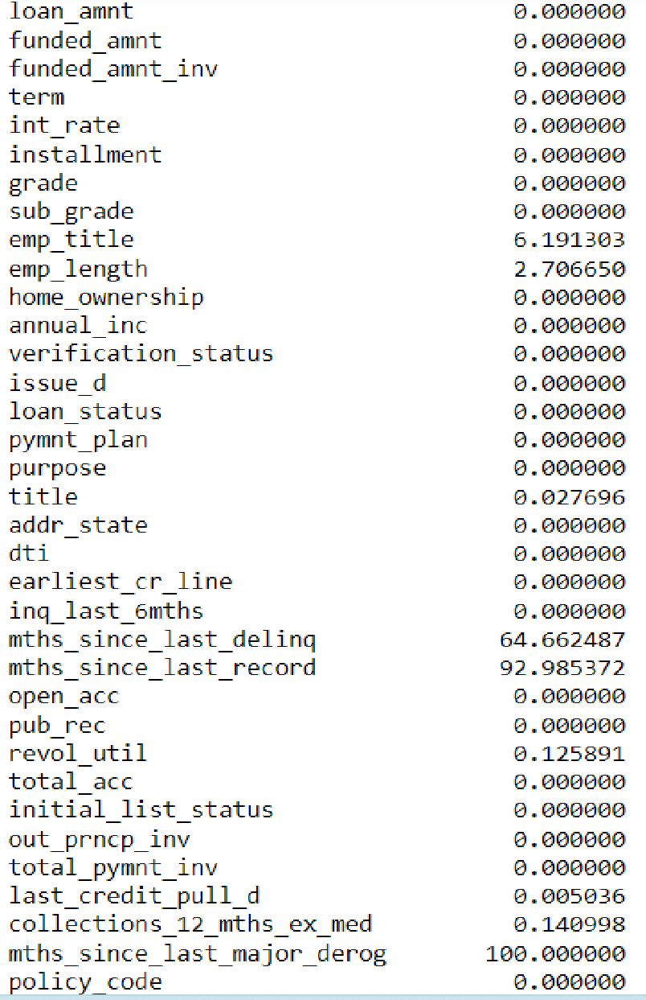 loan_amnt 0.000000
funded_amnt 0.000000
funded_amnt_inv 0.000000
term 0.000000
int_rate 0.000000
installment 0.000000
grade 0.000000
sub_grade 0.000000
emp_title 6.191303
emp_length 2.706650
home_ownership 0.000000
annual_inc 0.000000
verification_status 0.000000
issue_d 0.000000
loan_status 0.000000
pymnt_plan 0.000000
purpose 0.000000
title 0.027696
addr_state 0.000000
dti 0.000000
earliest_cr_line 0.000000
inq_last_6mths 0.000000
mths_since_last_delinq 64.662487
mths_since_last_record 92.985372
open_acc 0.000000
pub_rec 0.000000
revol_util 0.125891
total_acc 0.000000
initial_list_status 0.000000
out_prncp_inv 0.000000
total_pymnt_inv 0.000000
last_credit_pull_d 0.005036
collections_12_mths_ex_med 0.140998
mths_since_last_major_derog 100.000000
policy_code 0.000000